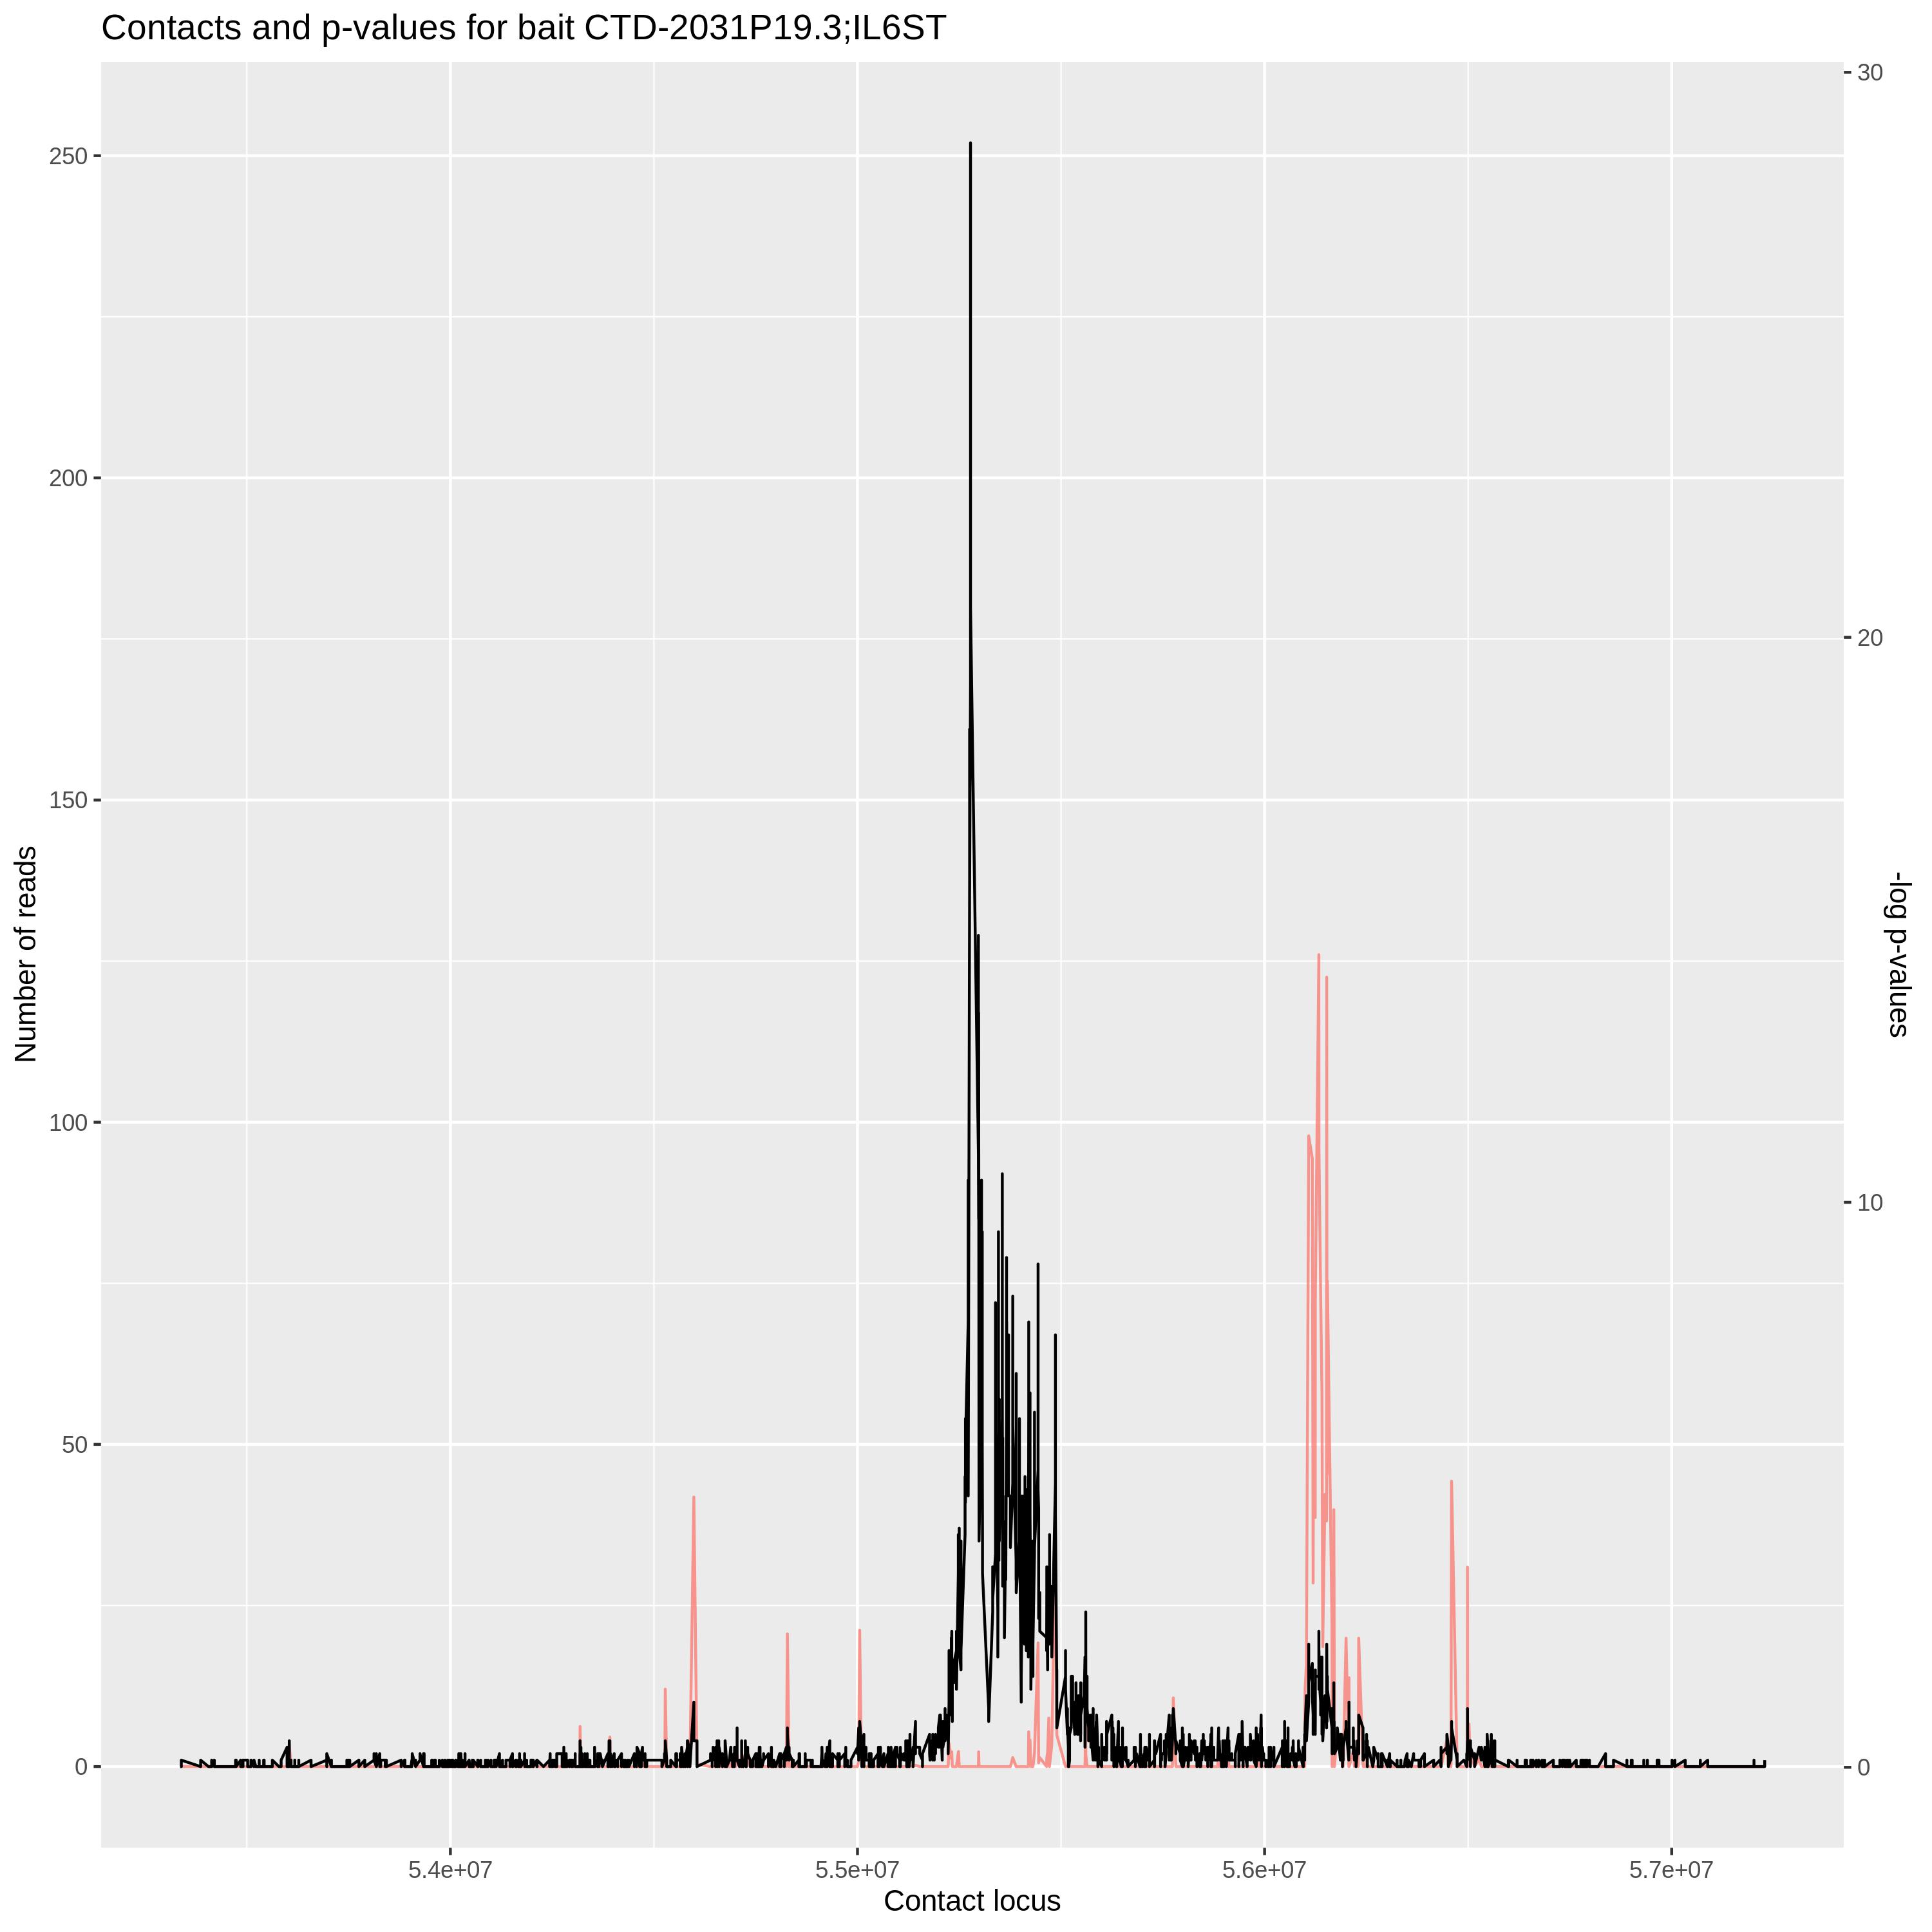 Contacts and p-values for bait CTD-2031P19.3;IL6ST
30
250
200
20
150
Number of reads
-log p-values
100
10
50
0
0
5.4e+07
5.5e+07
5.6e+07
5.7e+07
Contact locus